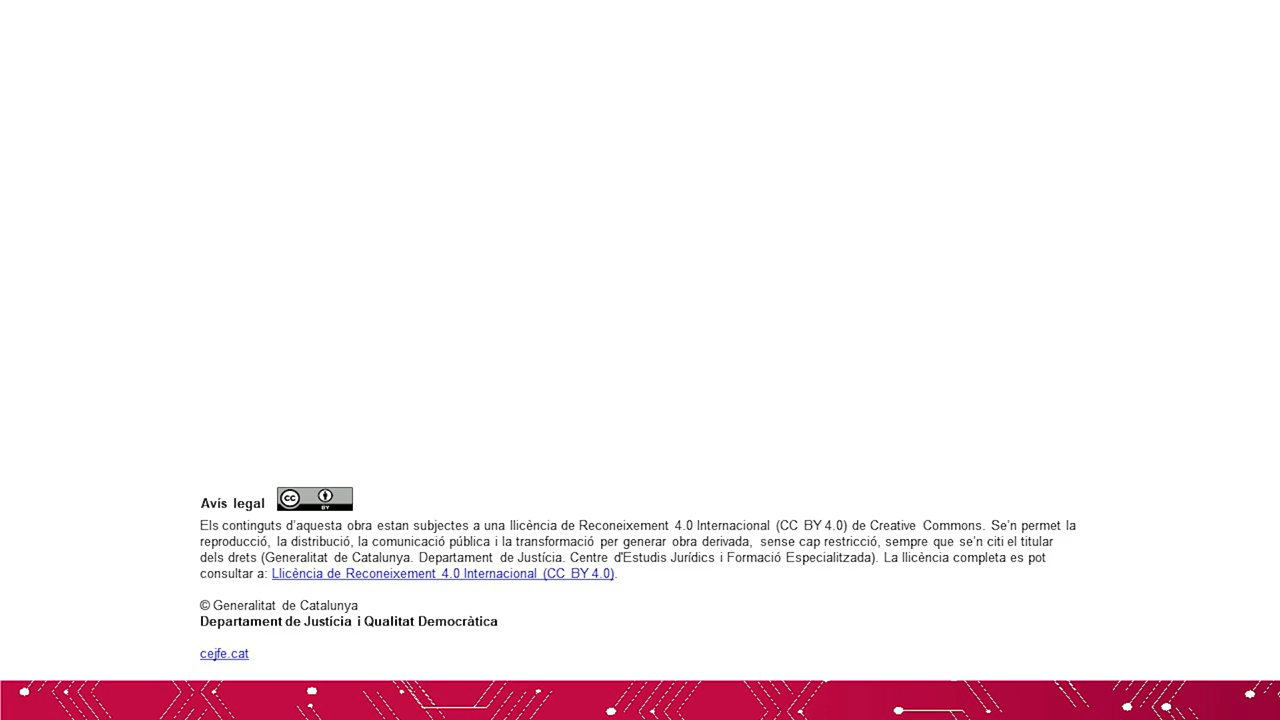 Avís legal
cc
BY
Els continguts d'aquesta obra estan subjectes a una llicència de Reconeixement 4.0 Internacional (CC BY 4.0) de Creative Commons. Se'n permet la
reproducció, la distribució, la comunicació pública i la transformació per generar obra derivada, sense cap restricció, sempre que se'n citi el titular
dels drets (Generalitat de Catalunya. Departament de Justícia. Centre d'Estudis Jurídics i Formació Especialitzada). La llicència completa es pot
consultar a: Llicència de Reconeixement 4.0 Internacional (CC BY 4.0).
© Generalitat de Catalunya
Departament de Justícia i Qualitat Democràtica
cejfe.cat